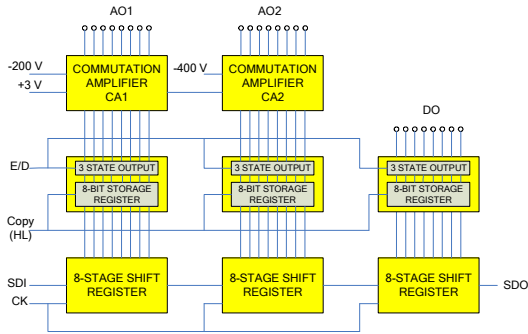 AO1
AO2
-200 V
+3 V
COMMUTATION
AMPLIFIER
CA1
-400 V
COMMUTATION
AMPLIFIER
CA2
DO
E/D
3 STATE OUTPUT
8-BIT STORAGE
REGISTER
3 STATE OUTPUT
8-BIT STORAGE
REGISTER
3 STATE OUTPUT
8-BIT STORAGE
REGISTER
Copy
(HL)
SDI
CK
8-STAGE SHIFT
REGISTER
8-STAGE SHIFT
REGISTER
8-STAGE SHIFT
REGISTER
SDO